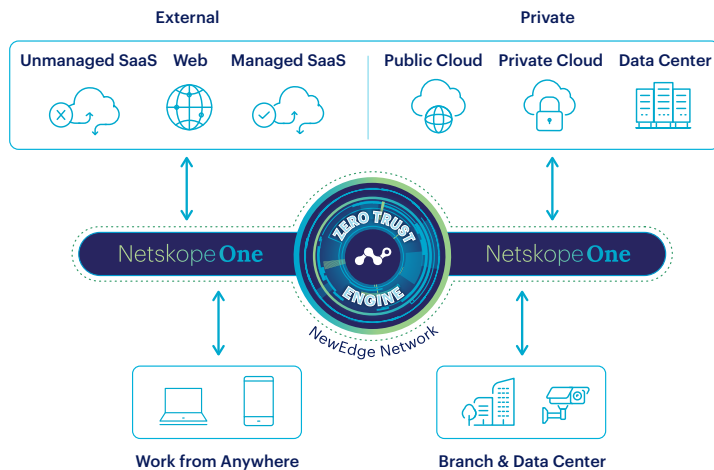 External
Private
Unmanaged SaaS
Web
Managed SaaS
Public Cloud
Private Cloud
Data Center
Netskope One
ZERO TRUST
ENGINE
Netskope One
NewEdge Network
Work from Anywhere
Branch & Data Center